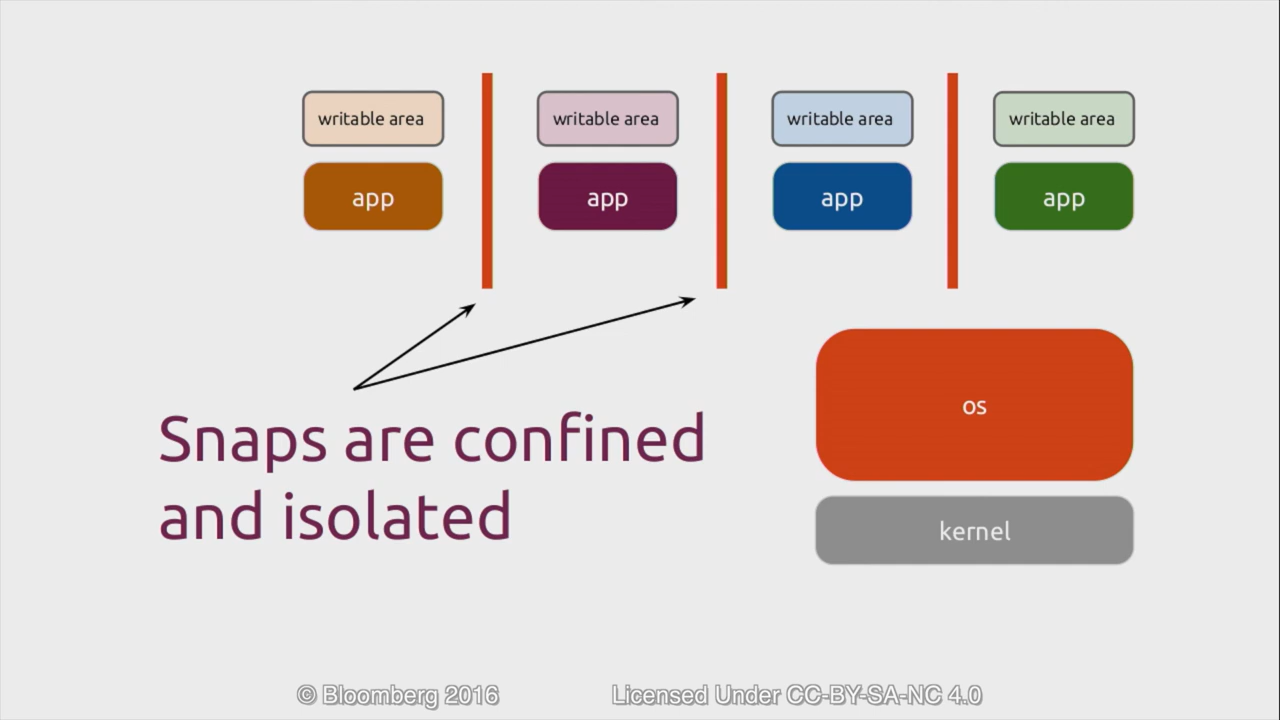 writable area
writable area
writable area
writable area
app
app
app
app
Snaps are confined
and isolated
os
kernel
© Bloomberg 2016
Licensed Under CC-BY-SA-NC 4.0